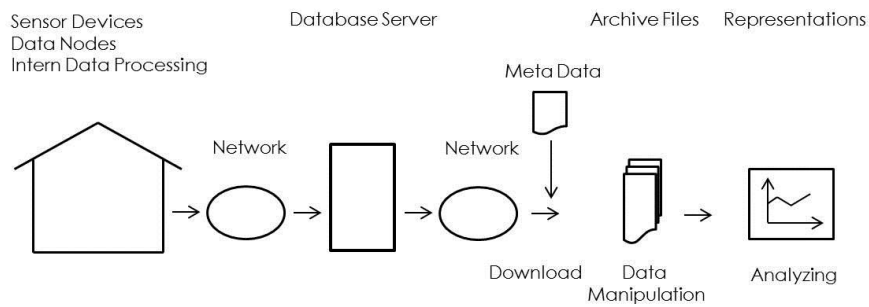 Sensor Devices
Data Nodes
Intern Data Processing
Database Server
Archive Files
Representations
Meta Data
Network
Network
Download
Data
Manipulation
Analyzing